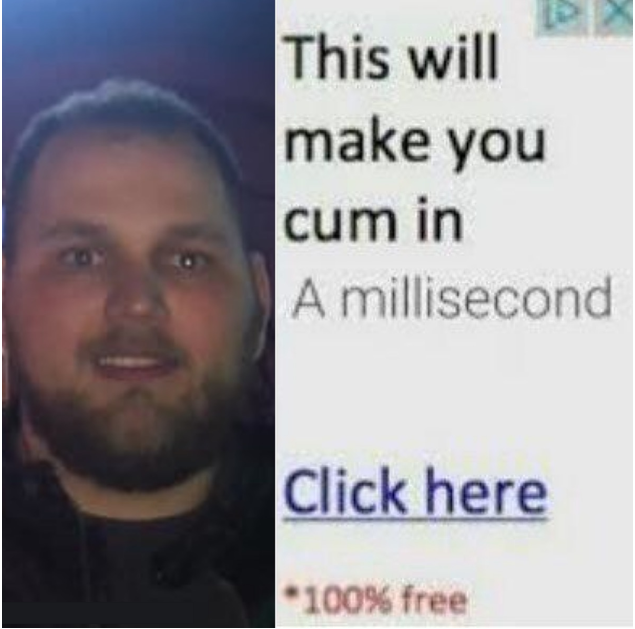 This will
make you
cum in
A millisecond
Click here
*100% free